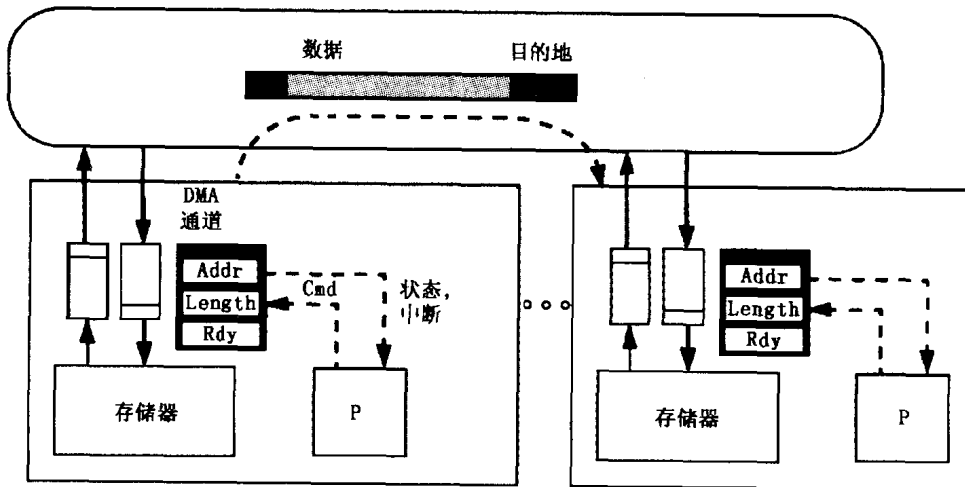 数据
目的地
DMA
通道
Addr
Length
Rdy
Cmd
状态，
中断
存储器
P
Addr
Length
Rdy
存储器
P